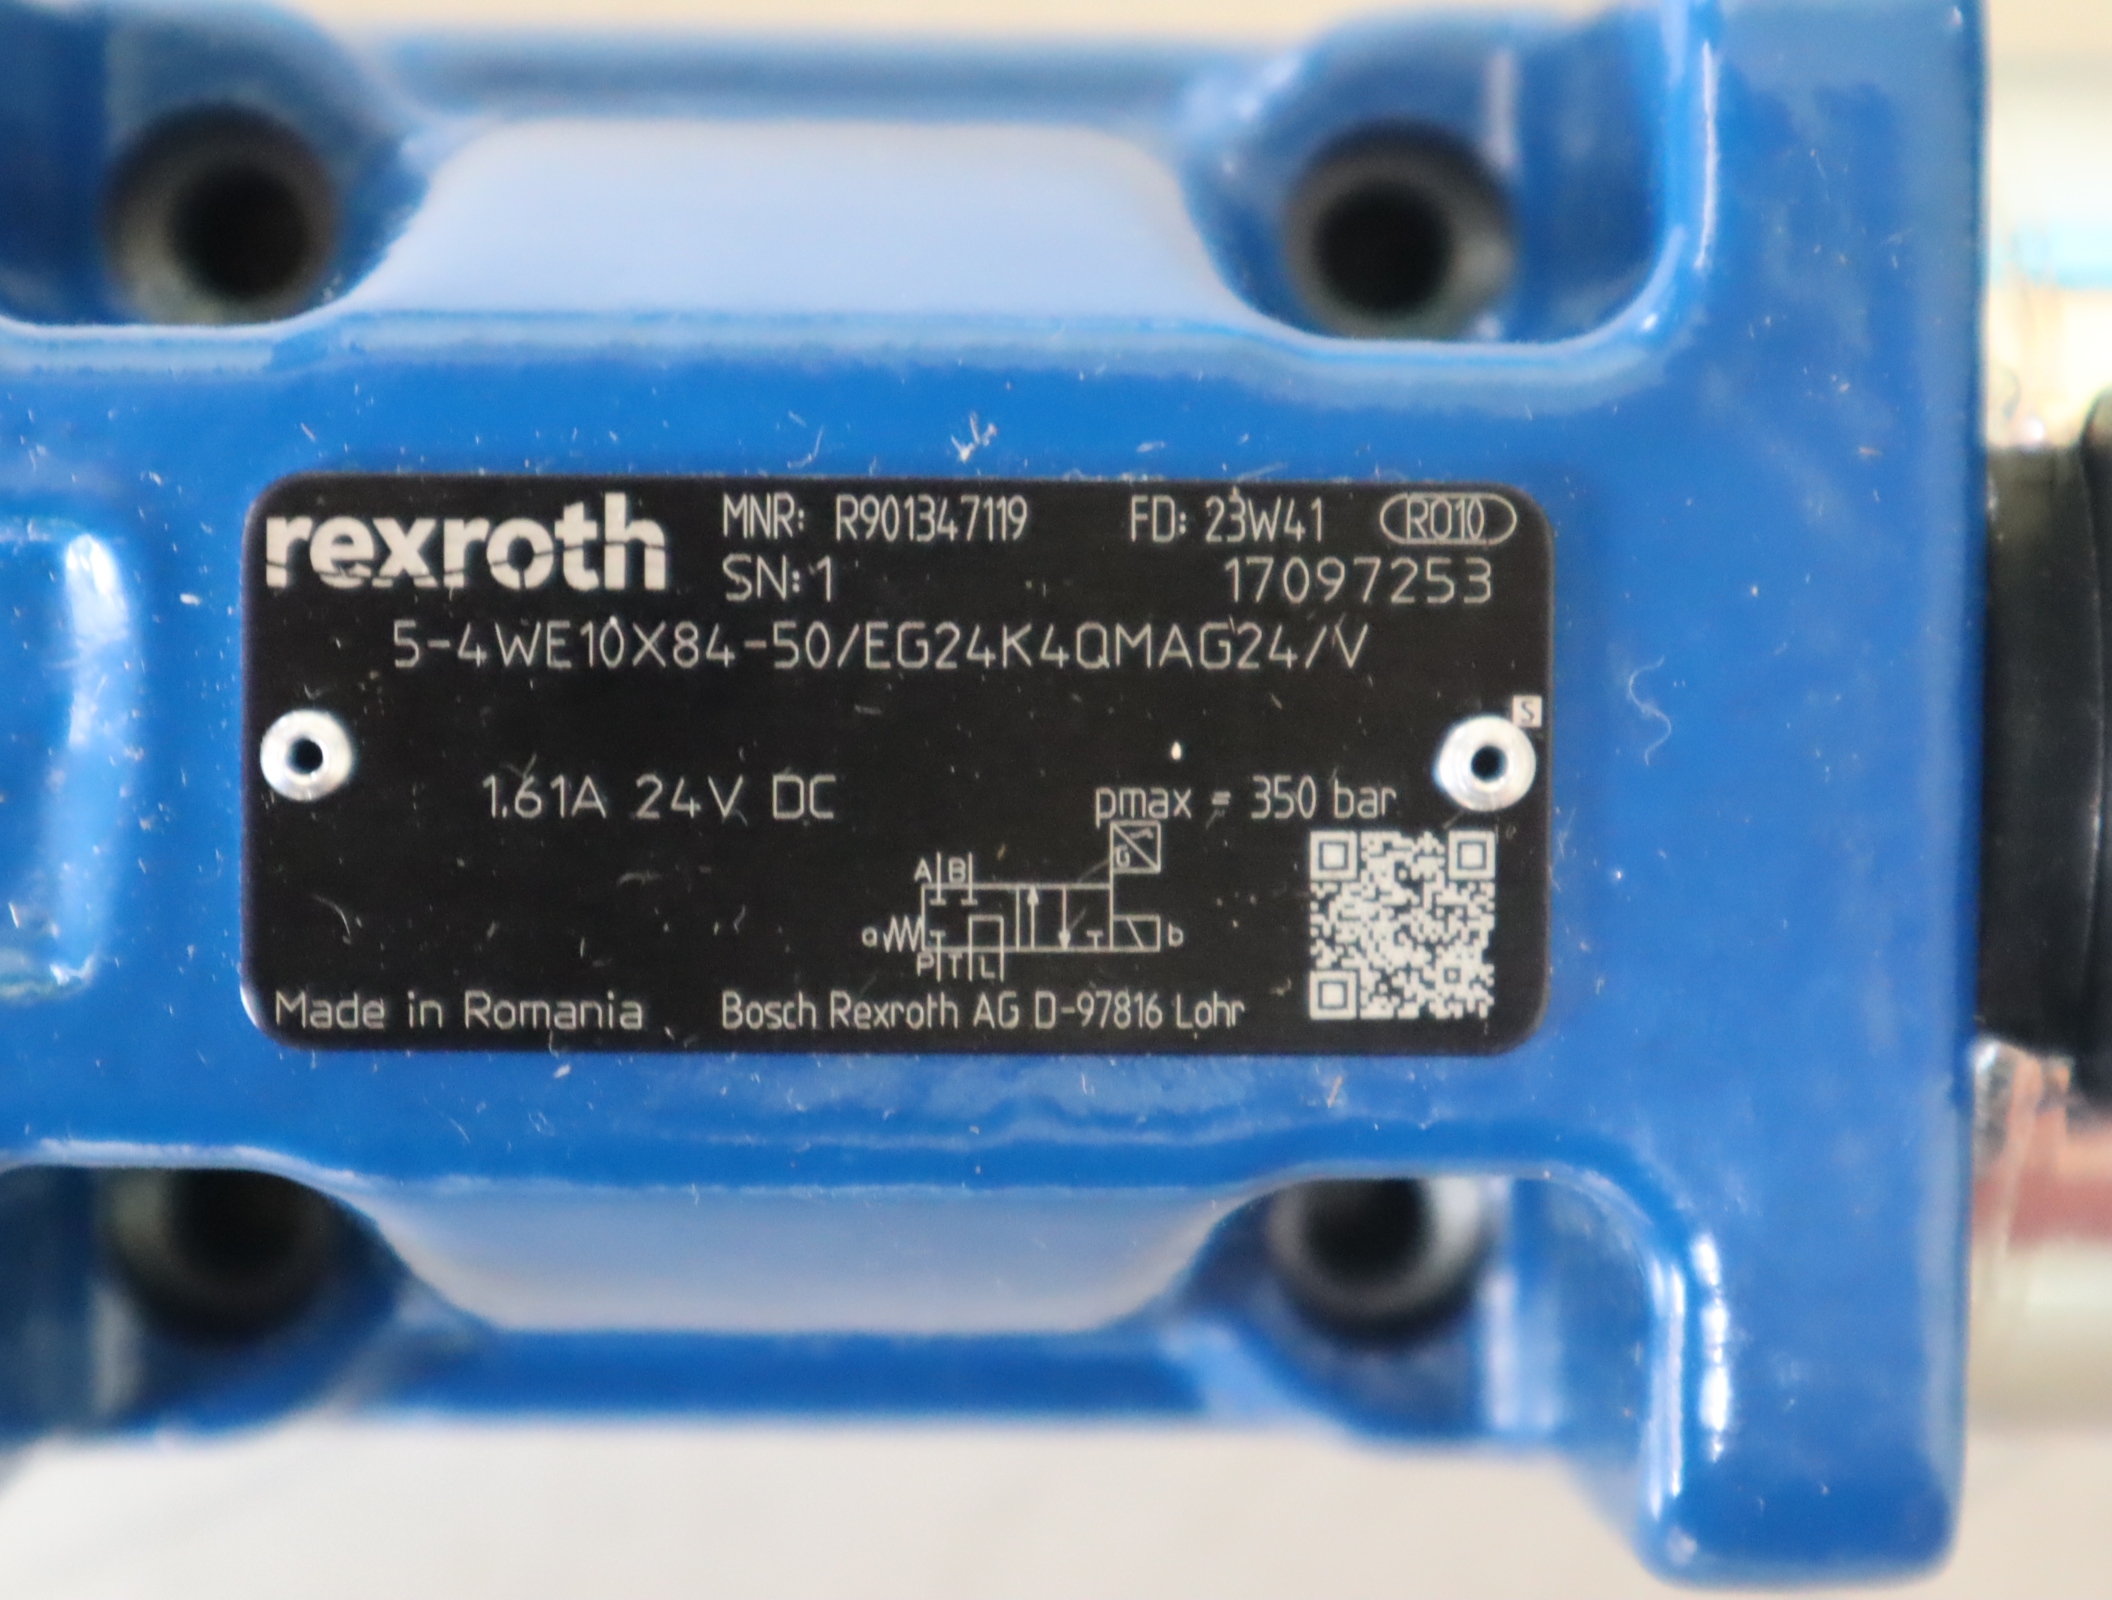 rexroth MNR: R901347119 FD: 23W41 RO10
SN: 1 17097253
5-4WE10X84-50/EG24K4QMAG24/V
S
1.61A 24V DC pmax = 350 bar
G
A B
a b
P T L
Made in Romania Bosch Rexroth AG D-97816 Lohr